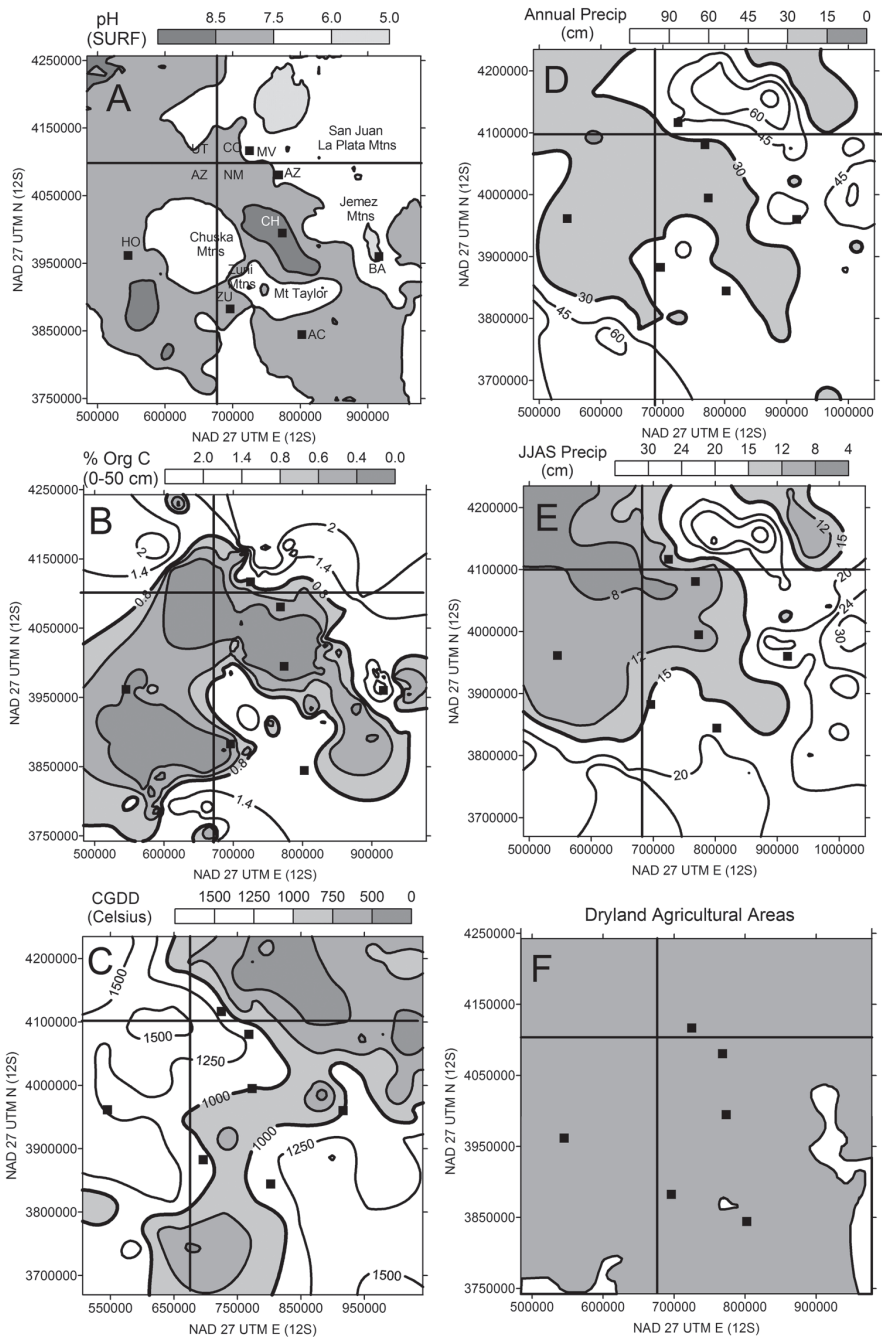 pH
(SURF)
8.5 7.5 6.0 5.0
A
4250000
4150000
4050000
3950000
3850000
3750000
NAD 27 UTM N (12S)
San Juan
La Plata Mtns
UT CO MV
AZ NM AZ
Jemez
Mtns
CH
HO
Chuska
Mtns
BA
Zuni
Mtns
Mt Taylor
ZU
AC
500000 600000 700000 800000 900000
NAD 27 UTM E (12S)
Annual Precip
(cm)
90 60 45 30 15 0
D
4200000
4100000
4000000
3900000
3800000
3700000
NAD 27 UTM N (12S)
60
45
30
45
30
45
60
500000 600000 700000 800000 900000 1000000
NAD 27 UTM E (12S)
% Org C
(0-50 cm)
2.0 1.4 0.8 0.6 0.4 0.0
B
4250000
4150000
4050000
3950000
3850000
3750000
NAD 27 UTM N (12S)
2
2
1.4
1.4
0.8
0.8
0.8
1.4
500000 600000 700000 800000 900000
NAD 27 UTM E (12S)
JJAS Precip
(cm)
30 24 20 15 12 8 4
E
4200000
4100000
4000000
3900000
3800000
3700000
NAD 27 UTM N (12S)
12
15
20
8
24
30
12
15
20
500000 600000 700000 800000 900000 1000000
NAD 27 UTM E (12S)
CGDD
(Celsius)
1500 1250 1000 750 500 0
C
4200000
4100000
4000000
3900000
3800000
3700000
NAD 27 UTM N (12S)
1500
1500
1250
1000
1000
1250
1500
550000 650000 750000 850000 950000
NAD 27 UTM E (12S)
Dryland Agricultural Areas
F
4250000
4150000
4050000
3950000
3850000
3750000
NAD 27 UTM N (12S)
500000 600000 700000 800000 900000
NAD 27 UTM E (12S)